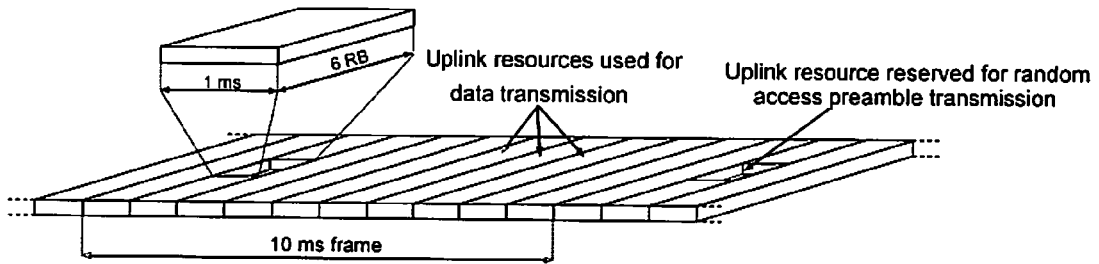 6 RB
1 ms
Uplink resources used for
data transmission
Uplink resource reserved for random
access preamble transmission
10 ms frame